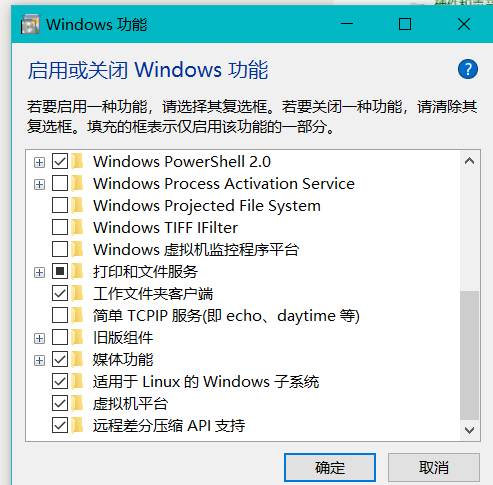 Windows 功能
启用或关闭 Windows 功能
若要启用一种功能，请选择其复选框。若要关闭一种功能，请清除其
复选框。填充的框表示仅启用该功能的一部分。
Windows PowerShell 2.0
Windows Process Activation Service
Windows Projected File System
Windows TIFF IFilter
Windows 虚拟机监控程序平台
打印和文件服务
工作文件夹客户端
简单 TCPIP 服务(即 echo、daytime 等)
旧版组件
媒体功能
适用于 Linux 的 Windows 子系统
虚拟机平台
远程差分压缩 API 支持
确定 取消